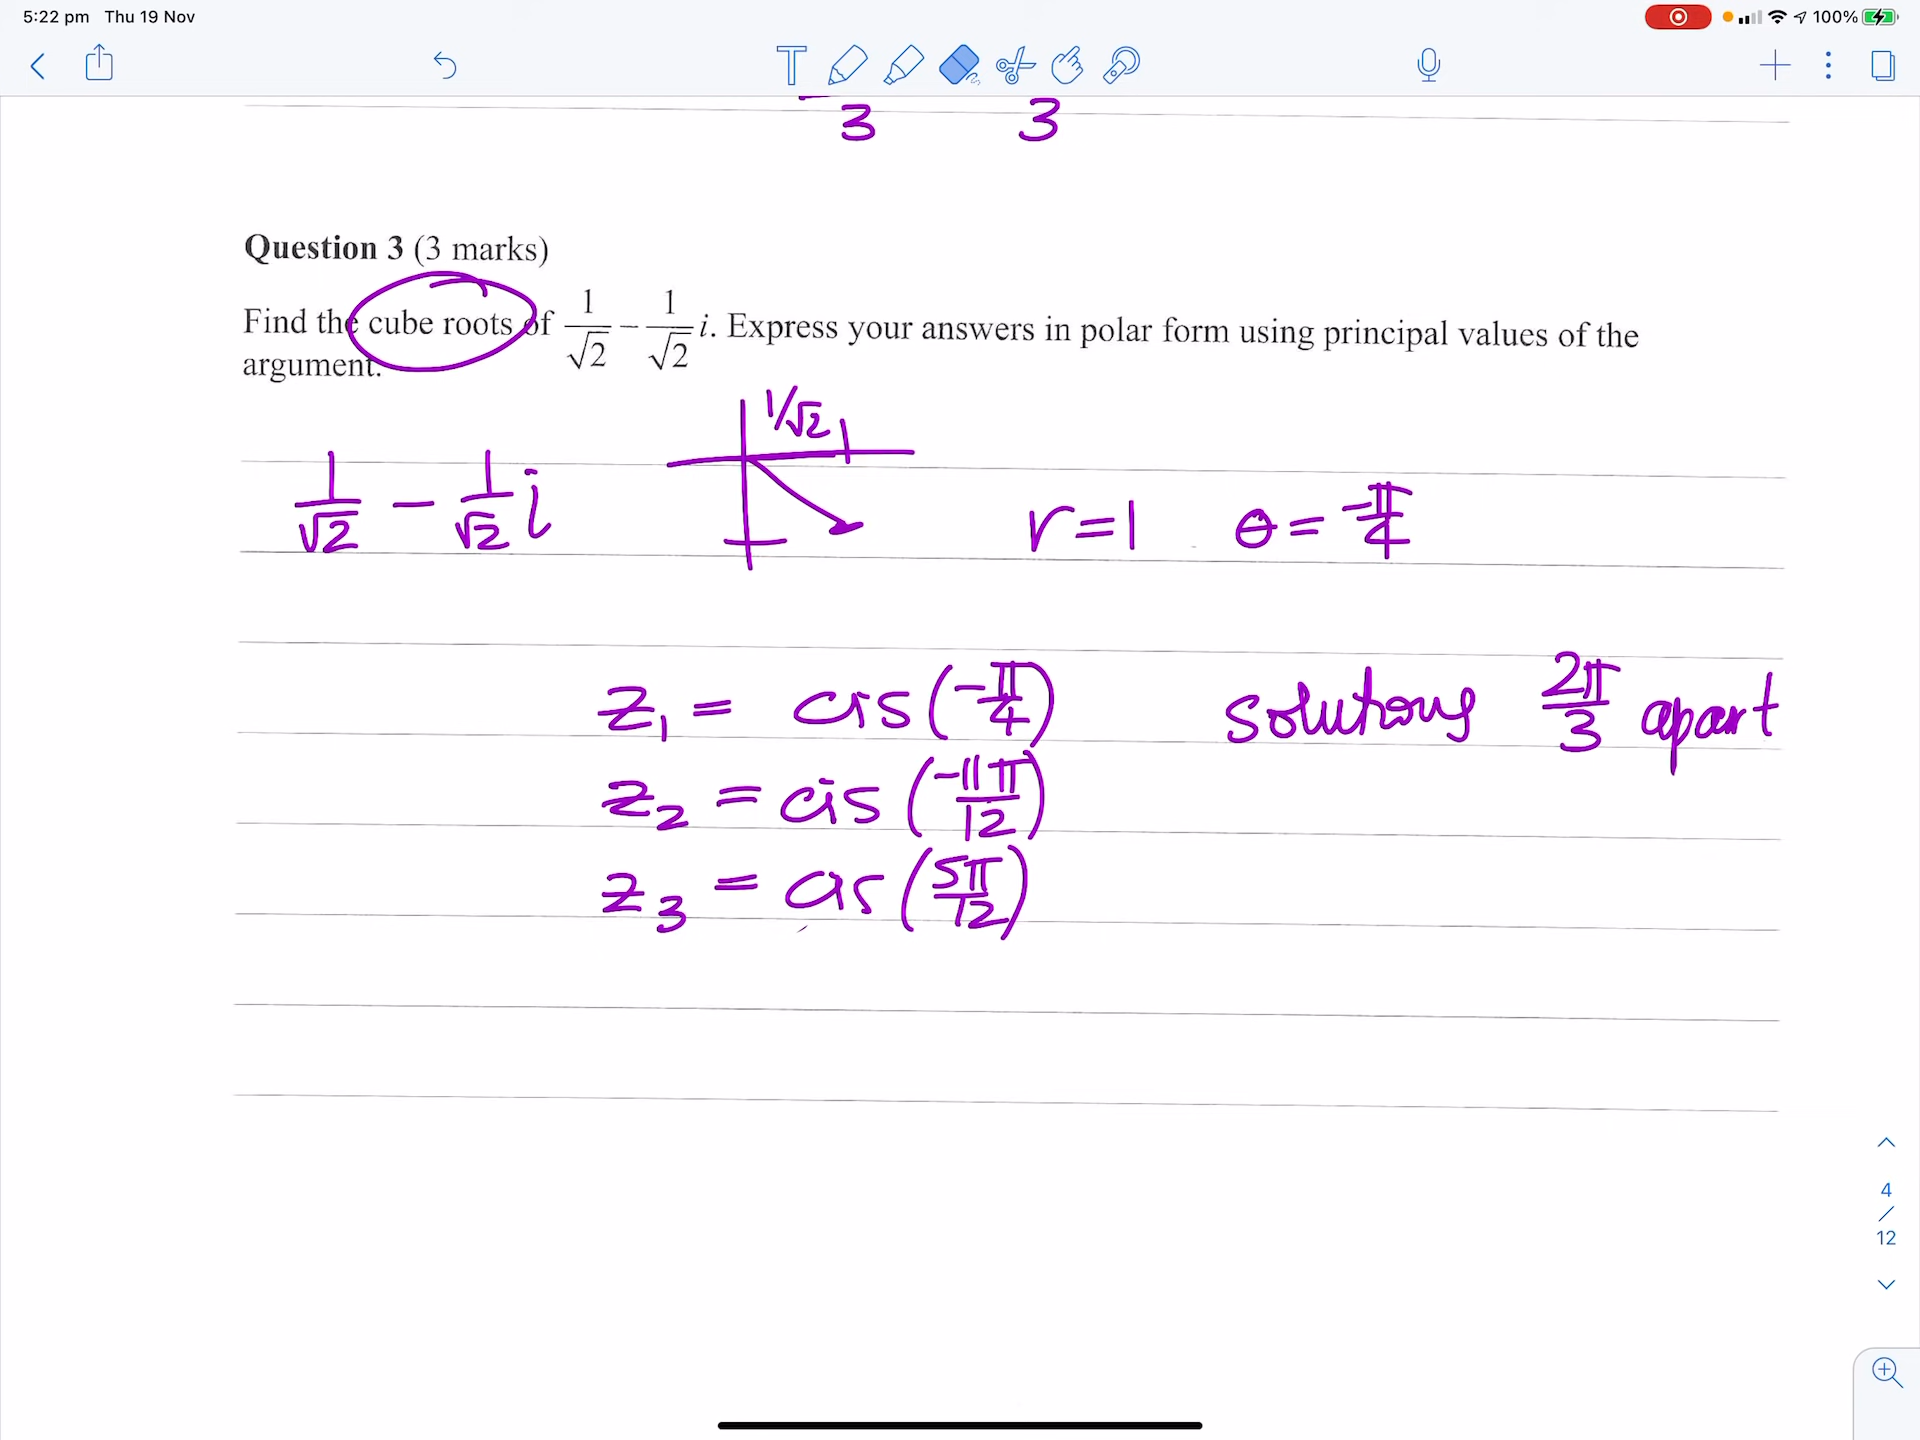 5:22 pm Thu 19 Nov
100%
3 3
Question 3 (3 marks)
Find the cube roots of 1/√2 − 1/√2 i. Express your answers in polar form using principal values of the
argument.
1/√2
1/√2 − 1/√2 i r = 1 θ = -π/4
z₁ = cis(-π/4) solutions 2π/3 apart
z₂ = cis(-11π/12)
z₃ = cis(5π/12)
4
/
12